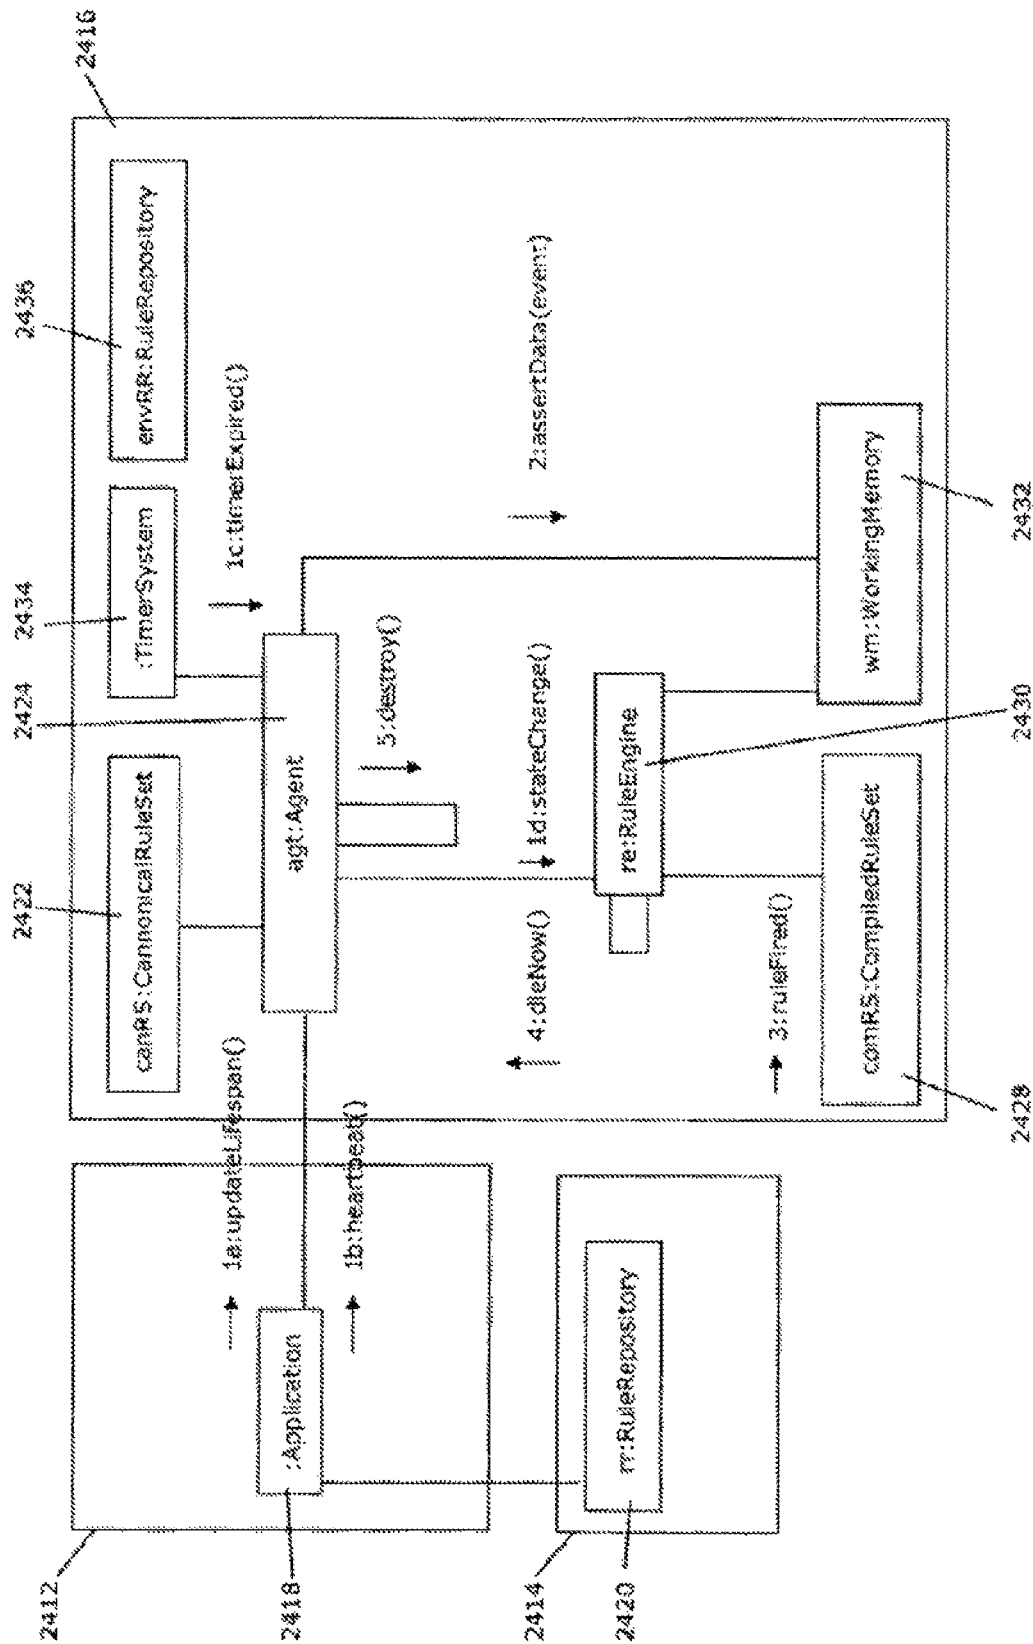 2422
2424
2434
2436
2412
2416
canRS:CannonicalRuleSet
:TimerSystem
envRR:RuleRepository
1a:updateLifespan()
1c:timerExpired()
2418
:Application
agt:Agent
1b:heartbeat()
5:destroy()
2414
4:dieNow()
1d:stateChange()
2:assertData(event)
2420
rr:RuleRepository
re:RuleEngine
3:ruleFired()
comRS:CompiledRuleSet
wm:WorkingMemory
2428
2430
2432